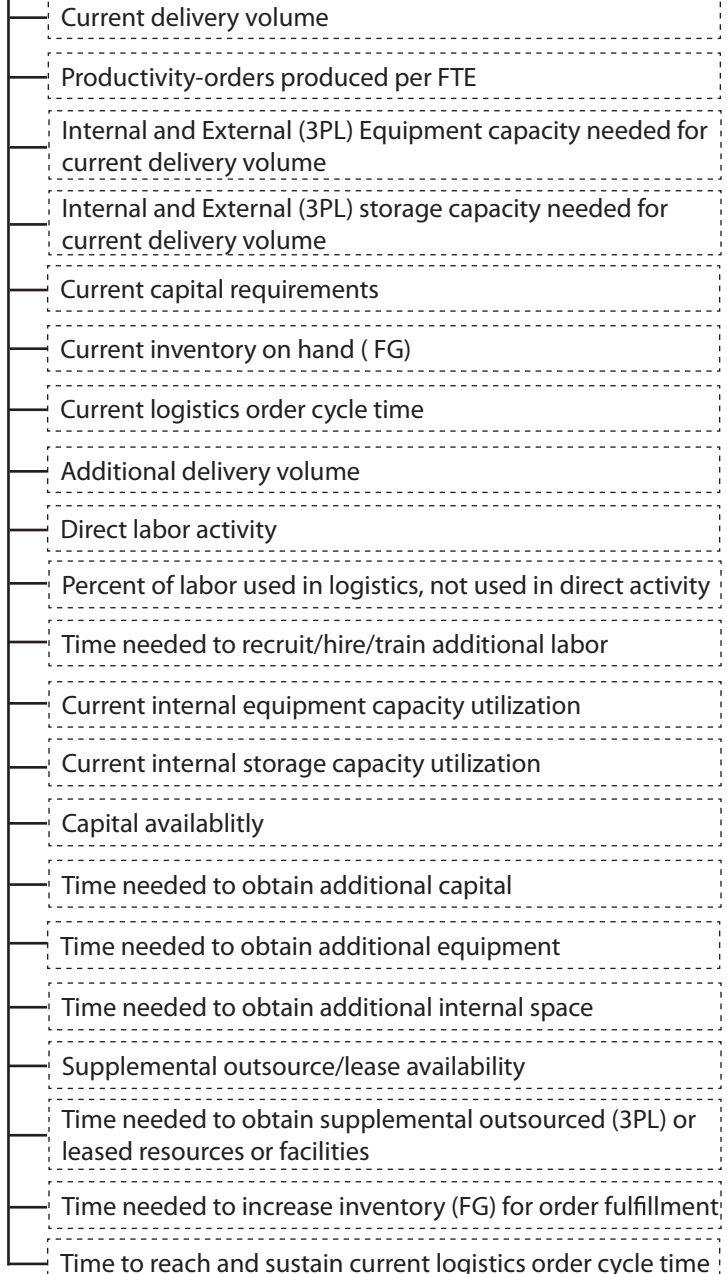 Current delivery volume
Productivity-orders produced per FTE
Internal and External (3PL) Equipment capacity needed for
current delivery volume
Internal and External (3PL) storage capacity needed for
current delivery volume
Current capital requirements
Current inventory on hand ( FG)
Current logistics order cycle time
Additional delivery volume
Direct labor activity
Percent of labor used in logistics, not used in direct activity
Time needed to recruit/hire/train additional labor
Current internal equipment capacity utilization
Current internal storage capacity utilization
Capital availablitly
Time needed to obtain additional capital
Time needed to obtain additional equipment
Time needed to obtain additional internal space
Supplemental outsource/lease availability
Time needed to obtain supplemental outsourced (3PL) or
leased resources or facilities
Time needed to increase inventory (FG) for order fulfillment
Time to reach and sustain current logistics order cycle time